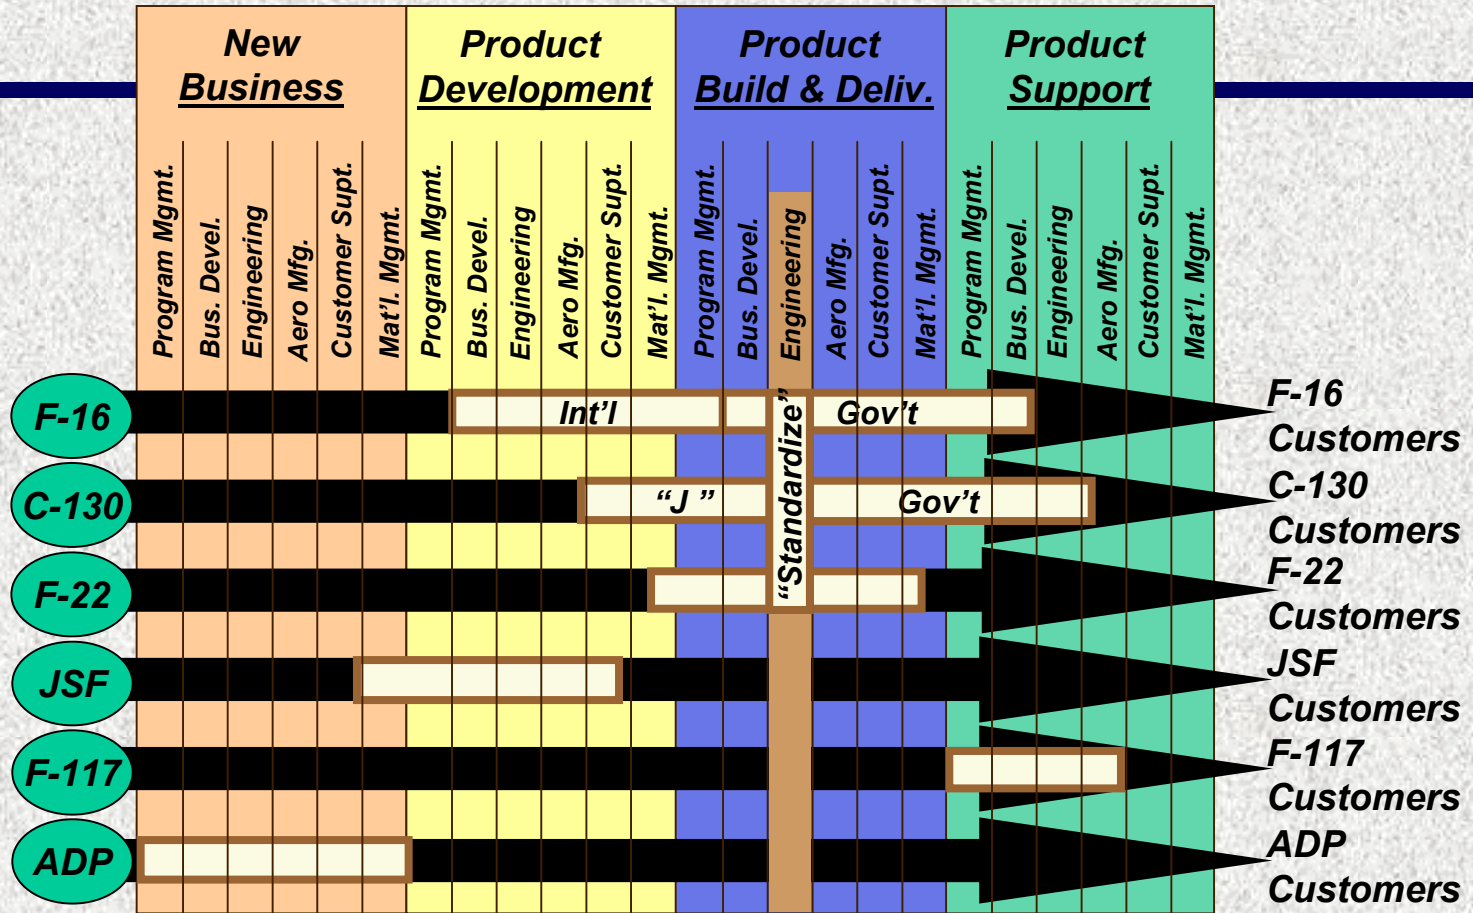 New
Business
Product
Development
Product
Build & Deliv.
Product
Support
Program Mgmt.
Bus. Devel.
Engineering
Aero Mfg.
Customer Supt.
Mat'l. Mgmt.
Program Mgmt.
Bus. Devel.
Engineering
Aero Mfg.
Customer Supt.
Mat'l. Mgmt.
Program Mgmt.
Bus. Devel.
Engineering
Aero Mfg.
Customer Supt.
Mat'l. Mgmt.
Program Mgmt.
Bus. Devel.
Engineering
Aero Mfg.
Customer Supt.
Mat'l. Mgmt.
F-16
Int'l
Gov't
F-16
Customers
C-130
“J ”
Gov't
C-130
Customers
“Standardize”
F-22
F-22
Customers
JSF
JSF
Customers
F-117
F-117
Customers
ADP
ADP
Customers